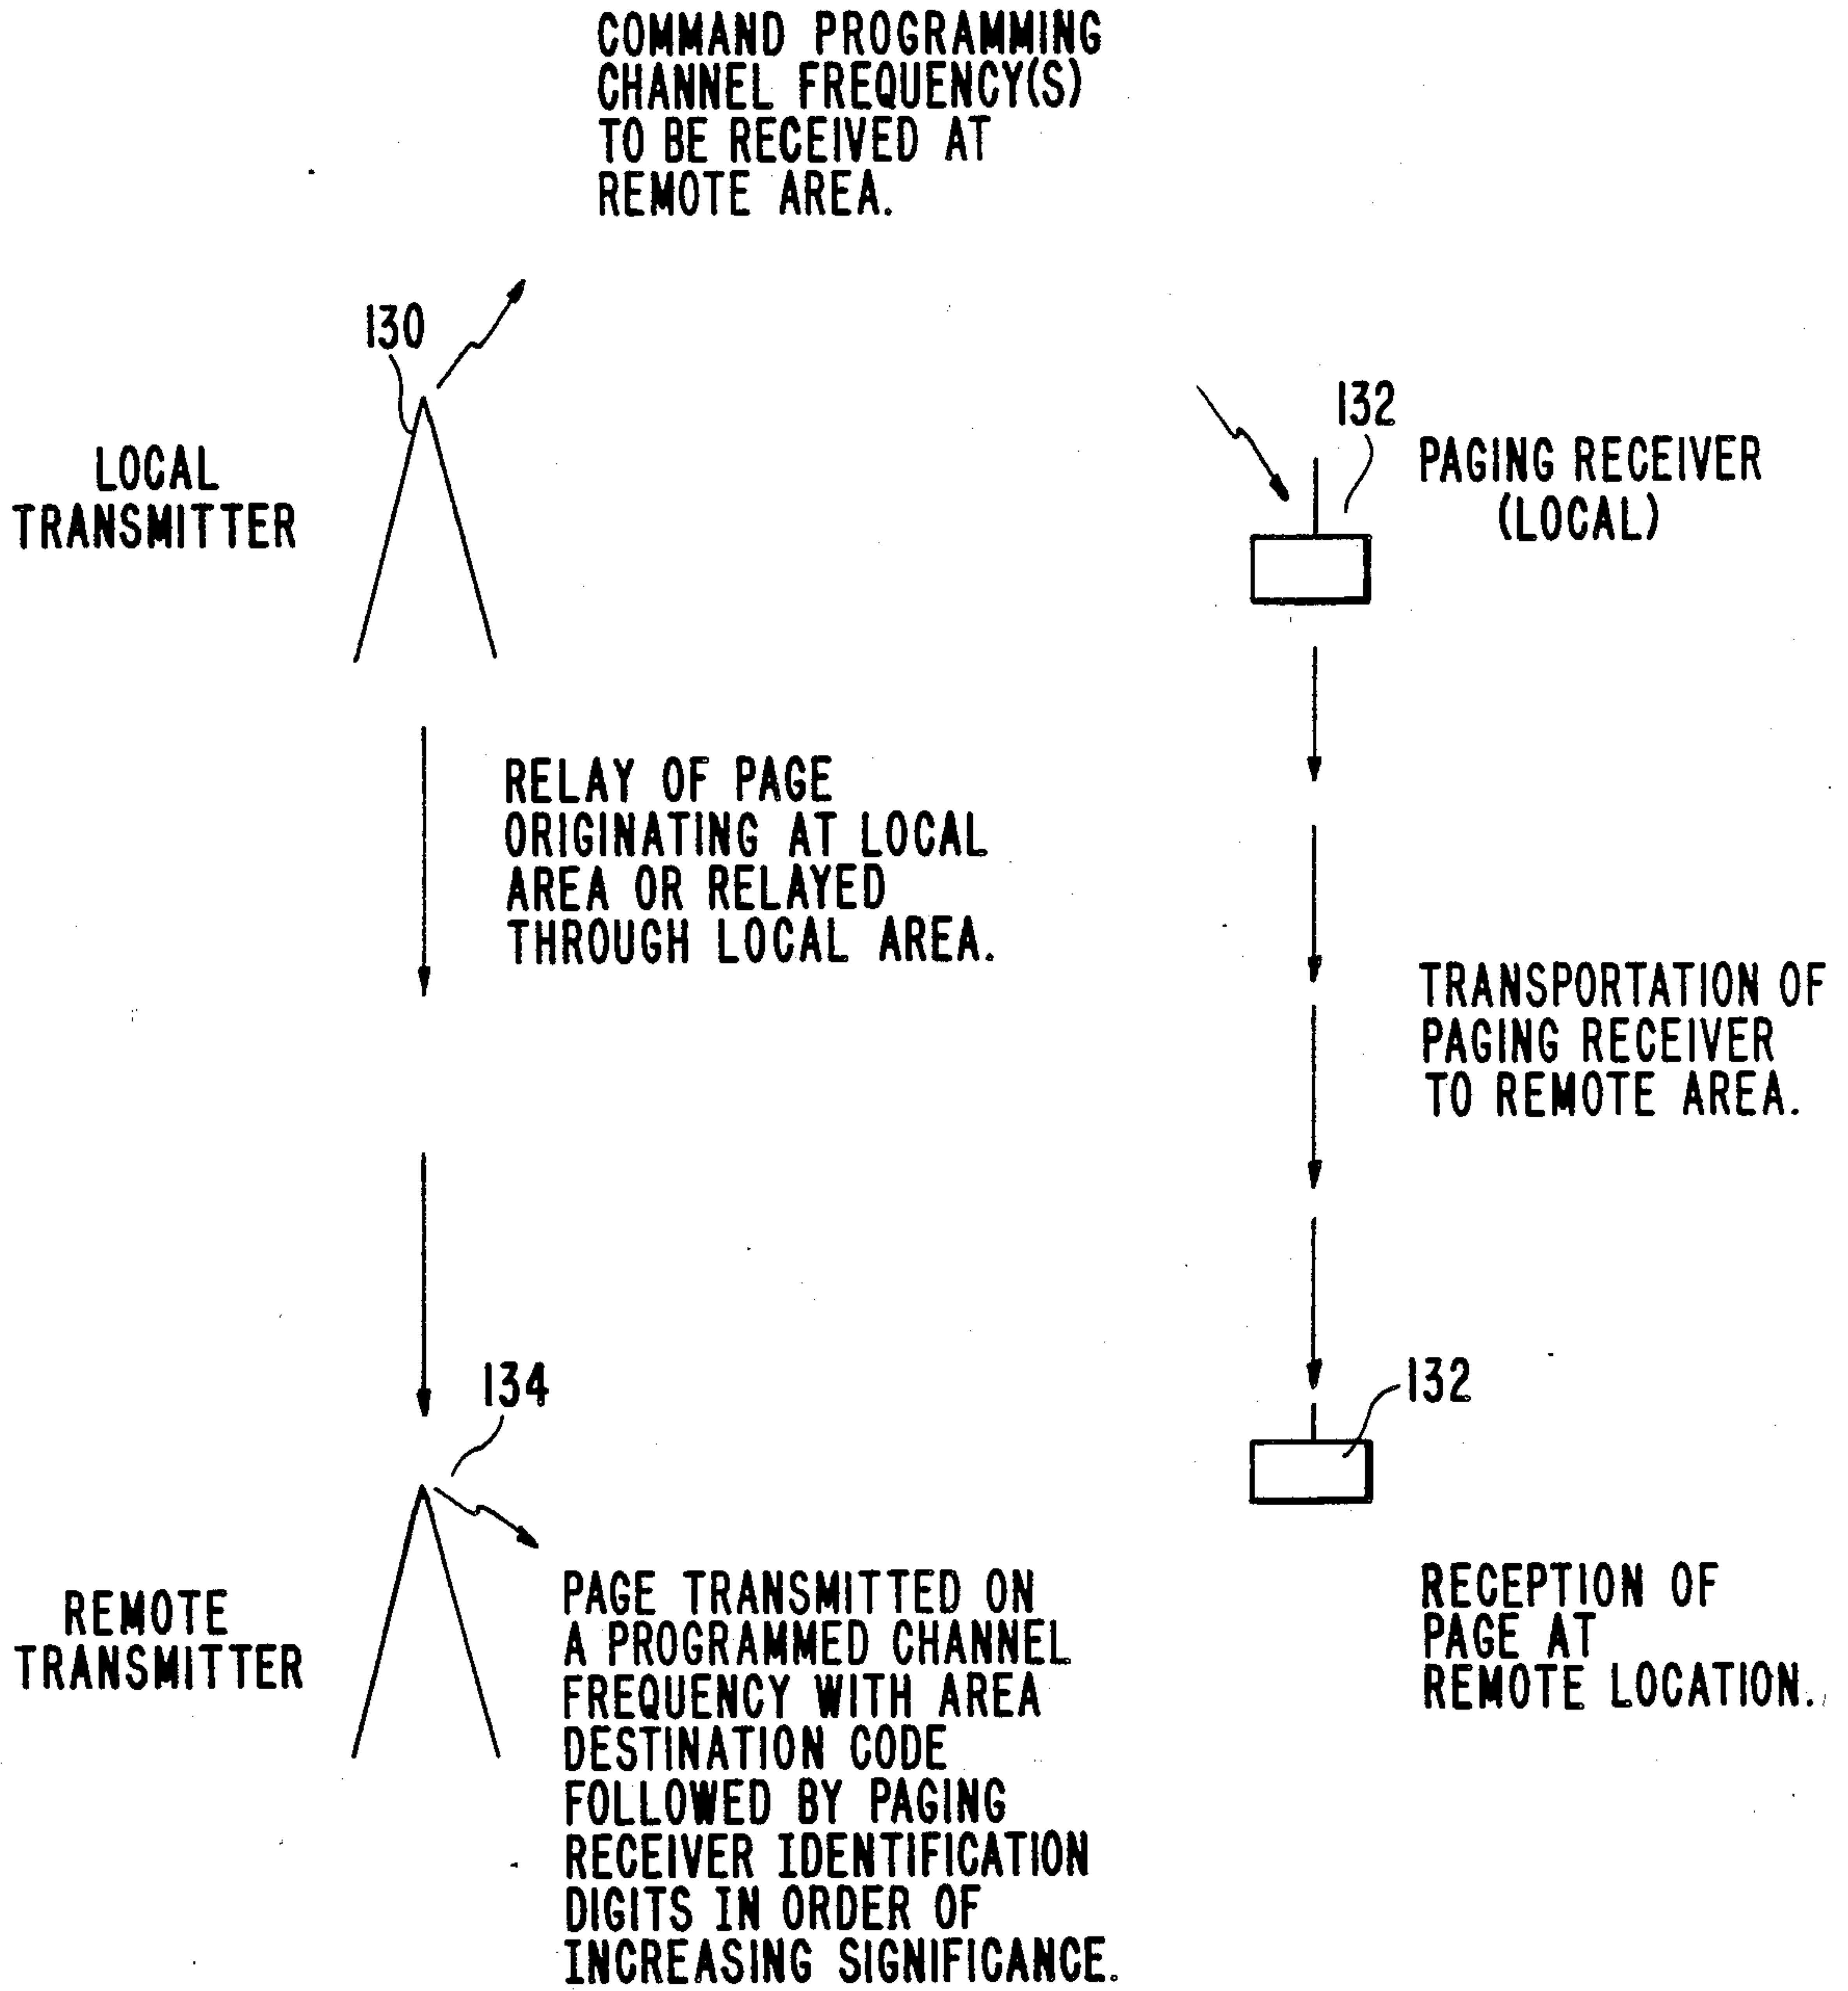 COMMAND PROGRAMMING
CHANNEL FREQUENCY(S)
TO BE RECEIVED AT
REMOTE AREA.
130
LOCAL
TRANSMITTER
132
PAGING RECEIVER
(LOCAL)
RELAY OF PAGE
ORIGINATING AT LOCAL
AREA OR RELAYED
THROUGH LOCAL AREA.
TRANSPORTATION OF
PAGING RECEIVER
TO REMOTE AREA.
134
132
REMOTE
TRANSMITTER
PAGE TRANSMITTED ON
A PROGRAMMED CHANNEL
FREQUENCY WITH AREA
DESTINATION CODE
FOLLOWED BY PAGING
RECEIVER IDENTIFICATION
DIGITS IN ORDER OF
INCREASING SIGNIFICANCE.
RECEPTION OF
PAGE AT
REMOTE LOCATION.